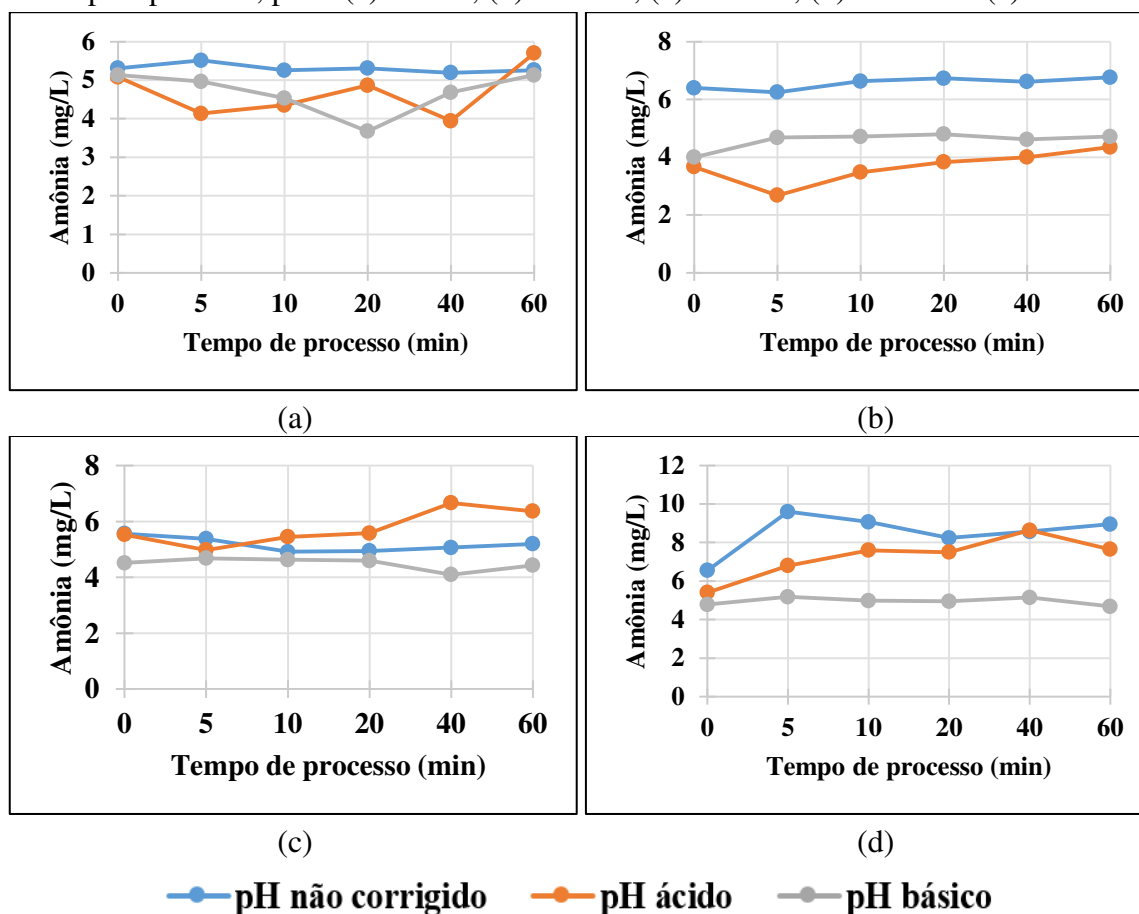 6 5 4 3 2 1 0
Amônia (mg/L)
0 5 10 20 40 60
Tempo de processo (min)
(a)
8 6 4 2 0
Amônia (mg/L)
0 5 10 20 40 60
Tempo de processo (min)
(b)
8 6 4 2 0
Amônia (mg/L)
0 5 10 20 40 60
Tempo de processo (min)
(c)
12 10 8 6 4 2 0
Amônia (mg/L)
0 5 10 20 40 60
Tempo de processo (min)
(d)
pH não corrigido pH ácido pH básico